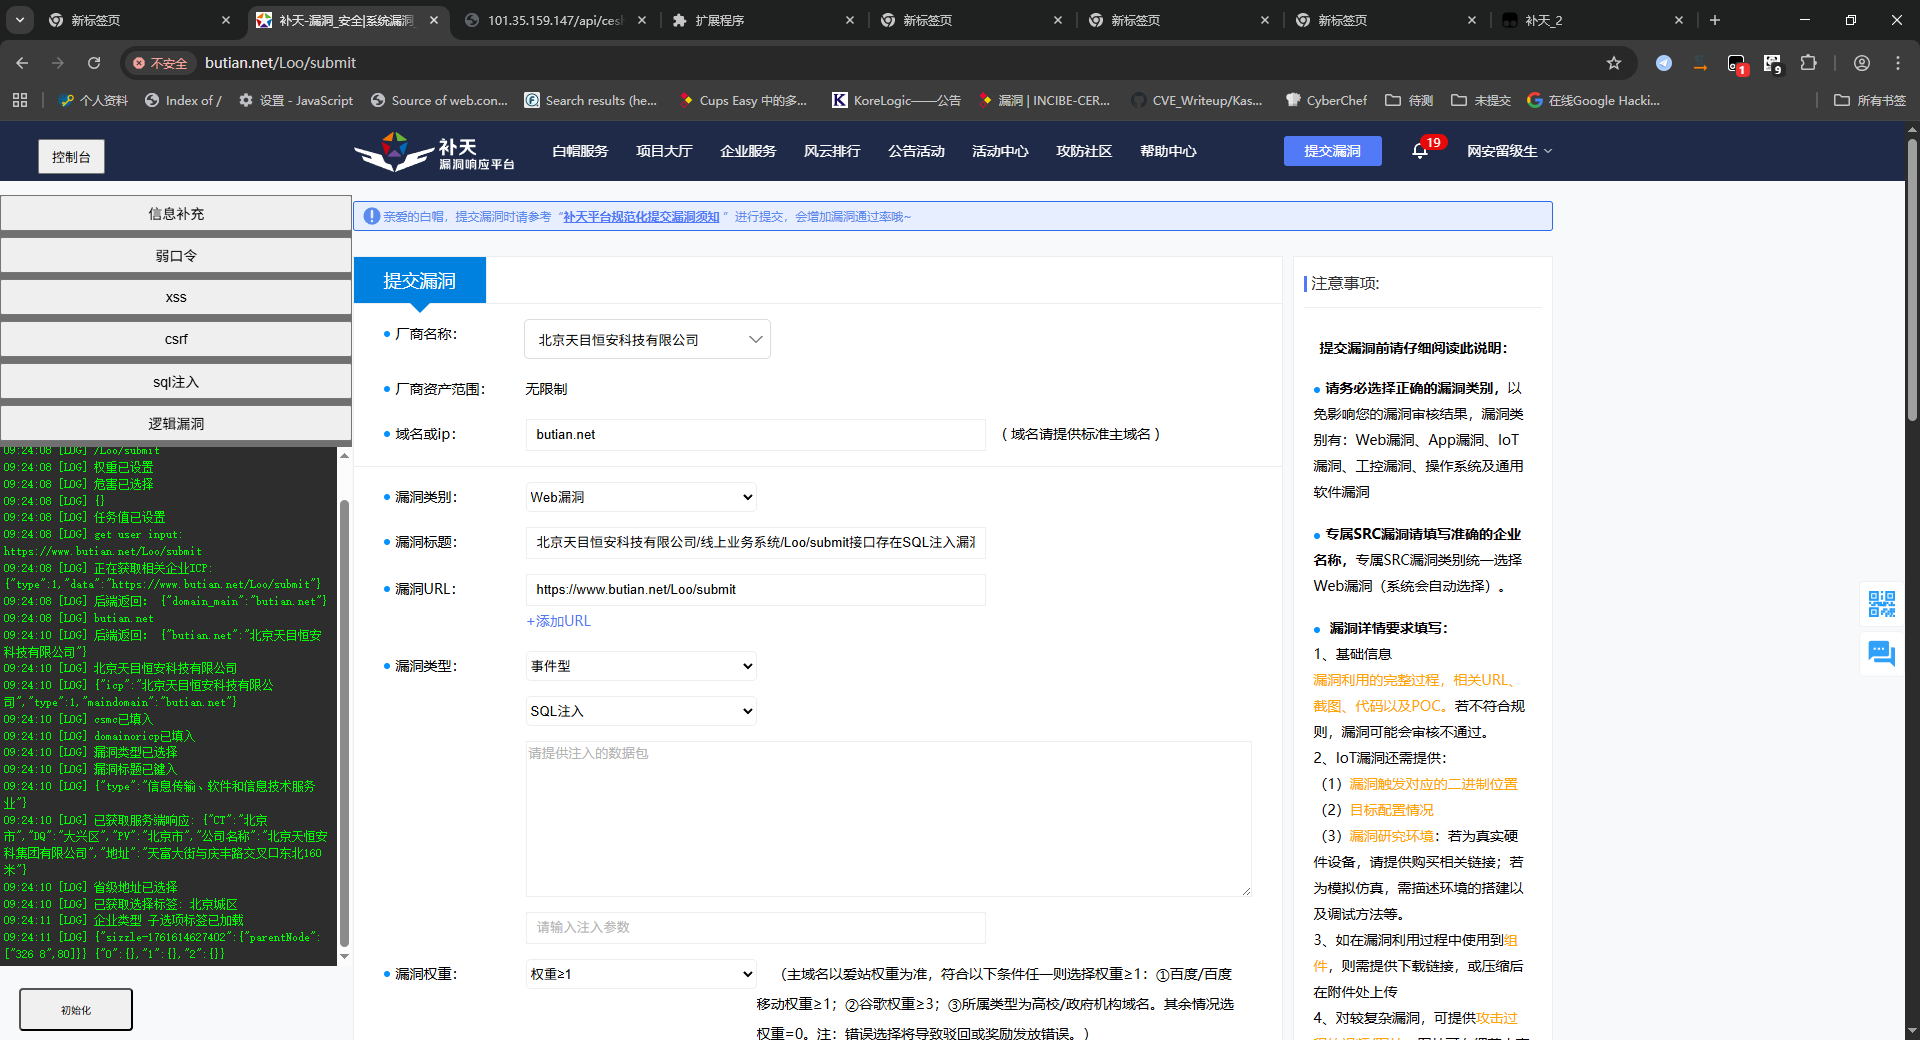 新标签页
补天-漏洞_安全|系统漏洞
101.35.159.147/api/cesh
扩展程序
新标签页
新标签页
新标签页
补天_2
不安全
butian.net/Loo/submit
1
9
个人资料
Index of /
设置 - JavaScript
Source of web.con...
Search results (he...
Cups Easy 中的多...
KoreLogic——公告
漏洞 | INCIBE-CER...
CVE_Writeup/Kas...
CyberChef
待测
未提交
在线Google Hacki...
所有书签
控制台
补天
漏洞响应平台
白帽服务
项目大厅
企业服务
风云排行
公告活动
活动中心
攻防社区
帮助中心
提交漏洞
19
网安留级生
信息补充
弱口令
xss
csrf
sql注入
逻辑漏洞
09:24:08 [LOG] /Loo/submit
09:24:08 [LOG] 权重已设置
09:24:08 [LOG] 危害已选择
09:24:08 [LOG] {}
09:24:08 [LOG] 任务值已设置
09:24:08 [LOG] get user input:
https://www.butian.net/Loo/submit
09:24:08 [LOG] 正在获取相关企业ICP:
{"type":1,"data":"https://www.butian.net/Loo/submit"}
09:24:08 [LOG] 后端返回： {"domain_main":"butian.net"}
09:24:08 [LOG] butian.net
09:24:10 [LOG] 后端返回： {"butian.net":"北京天目恒安
科技有限公司"}
09:24:10 [LOG] 北京天目恒安科技有限公司
09:24:10 [LOG] {"icp":"北京天目恒安科技有限公
司","type":1,"maindomain":"butian.net"}
09:24:10 [LOG] csmc已填入
09:24:10 [LOG] domainoricp已填入
09:24:10 [LOG] 漏洞类型已选择
09:24:10 [LOG] 漏洞标题已键入
09:24:10 [LOG] {"type":"信息传输、软件和信息技术服务
业"}
09:24:10 [LOG] 已获取服务端响应: {"CT":"北京
市","DQ":"大兴区","PV":"北京市","公司名称":"北京天恒安
科集团有限公司","地址":"天富大街与庆丰路交叉口东北160
米"}
09:24:10 [LOG] 省级地址已选择
09:24:10 [LOG] 已获取选择标签: 北京城区
09:24:11 [LOG] 企业类型 子选项标签已加载
09:24:11 [LOG] {"sizzle-1761614627402":{"parentNode":
["326 8",80]}} {"0":{},"1":{},"2":{}}
初始化
亲爱的白帽，提交漏洞时请参考“补天平台规范化提交漏洞须知 ”进行提交，会增加漏洞通过率哦~
提交漏洞
厂商名称：
北京天目恒安科技有限公司
厂商资产范围：
无限制
域名或ip：
butian.net
（ 域名请提供标准主域名 ）
漏洞类别：
Web漏洞
漏洞标题：
北京天目恒安科技有限公司/线上业务系统/Loo/submit接口存在SQL注入漏洞
漏洞URL：
https://www.butian.net/Loo/submit
+添加URL
漏洞类型：
事件型
SQL注入
请提供注入的数据包
请输入注入参数
漏洞权重：
权重≥1
（主域名以爱站权重为准，符合以下条件任一则选择权重≥1：①百度/百度
移动权重≥1；②谷歌权重≥3；③所属类型为高校/政府机构域名。其余情况选
权重=0。注：错误选择将导致驳回或奖励发放错误。）
注意事项:
提交漏洞前请仔细阅读此说明：
请务必选择正确的漏洞类别，以
免影响您的漏洞审核结果，漏洞类
别有：Web漏洞、App漏洞、IoT
漏洞、工控漏洞、操作系统及通用
软件漏洞
专属SRC漏洞请填写准确的企业
名称，专属SRC漏洞类别统一选择
Web漏洞（系统会自动选择）。
漏洞详情要求填写：
1、基础信息
漏洞利用的完整过程，相关URL、
截图、代码以及POC。若不符合规
则，漏洞可能会审核不通过。
2、IoT漏洞还需提供：
（1）漏洞触发对应的二进制位置
（2）目标配置情况
（3）漏洞研究环境：若为真实硬
件设备，请提供购买相关链接；若
为模拟仿真，需描述环境的搭建以
及调试方法等。
3、如在漏洞利用过程中使用到组
件，则需提供下载链接，或压缩后
在附件处上传
4、对较复杂漏洞，可提供攻击过